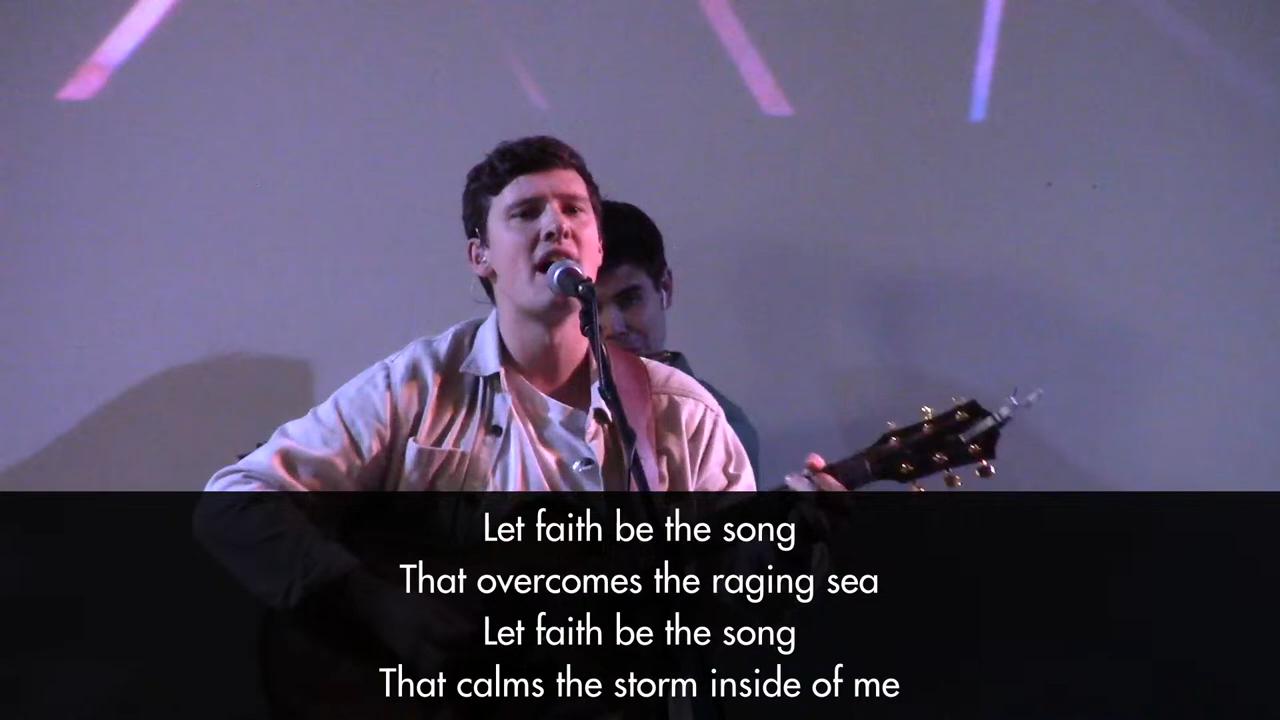 Let faith be the song
That overcomes the raging sea
Let faith be the song
That calms the storm inside of me